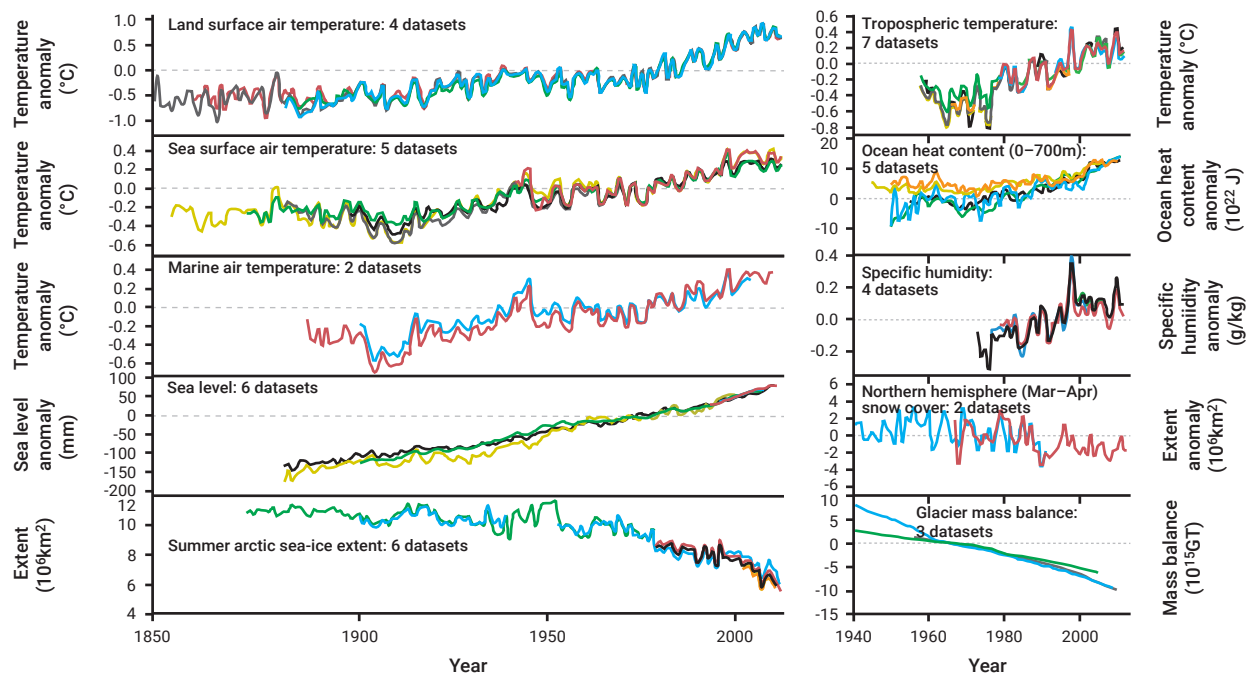 Land surface air temperature: 4 datasets
Temperature
anomaly
(°C)
1.0
0.5
0.0
-0.5
-1.0
Sea surface air temperature: 5 datasets
Temperature
anomaly
(°C)
0.4
0.2
0.0
-0.2
-0.4
-0.6
Marine air temperature: 2 datasets
Temperature
anomaly
(°C)
0.4
0.2
0.0
-0.2
-0.4
-0.6
Sea level: 6 datasets
Sea level
anomaly
(mm)
100
50
0
-50
-100
-150
-200
Summer arctic sea-ice extent: 6 datasets
Extent
(10⁶km²)
12
10
8
6
4
1850
1900
1950
2000
Year
Tropospheric temperature:
7 datasets
Temperature
anomaly (°C)
0.6
0.4
0.2
0.0
-0.2
-0.4
-0.6
-0.8
Ocean heat content (0–700m):
5 datasets
Ocean heat
content
anomaly
(10²² J)
20
10
0
-10
Specific humidity:
4 datasets
Specific
humidity
anomaly
(g/kg)
0.4
0.2
0.0
-0.2
Northern hemisphere (Mar–Apr)
snow cover: 2 datasets
Extent
anomaly
(10⁶km²)
6
4
2
0
-2
-4
-6
Glacier mass balance:
3 datasets
Mass balance
(10¹⁵GT)
10
5
0
-5
-10
-15
1940
1960
1980
2000
Year